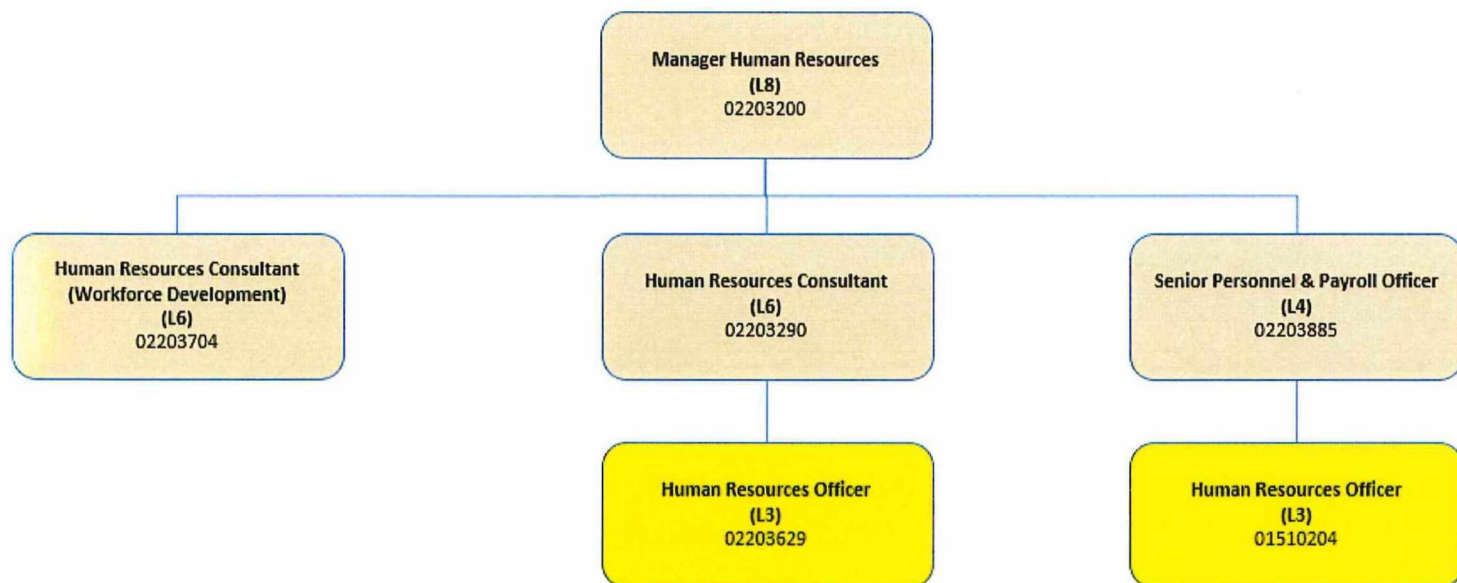 Manager Human Resources
(L8)
02203200
Human Resources Consultant
(Workforce Development)
(L6)
02203704
Human Resources Consultant
(L6)
02203290
Senior Personnel & Payroll Officer
(L4)
02203885
Human Resources Officer
(L3)
02203629
Human Resources Officer
(L3)
01510204